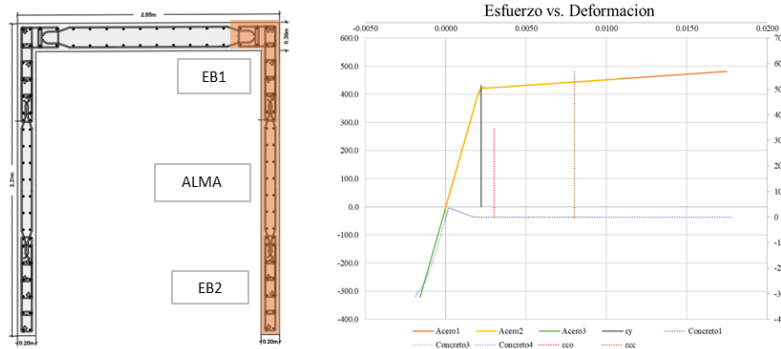 2.85m
0.30m
EB1
ALMA
EB2
0.20m
0.20m
Esfuerzo vs. Deformacion
-0.0050 0.0000 0.0050 0.0100 0.0150 0.0200
600.0
500.0
400.0
300.0
200.0
100.0
0.0
-100.0
-200.0
-300.0
-400.0
Acero1 Acero2 Acero3 εy Concreto1
Concreto3 Concreto4 εco εcc